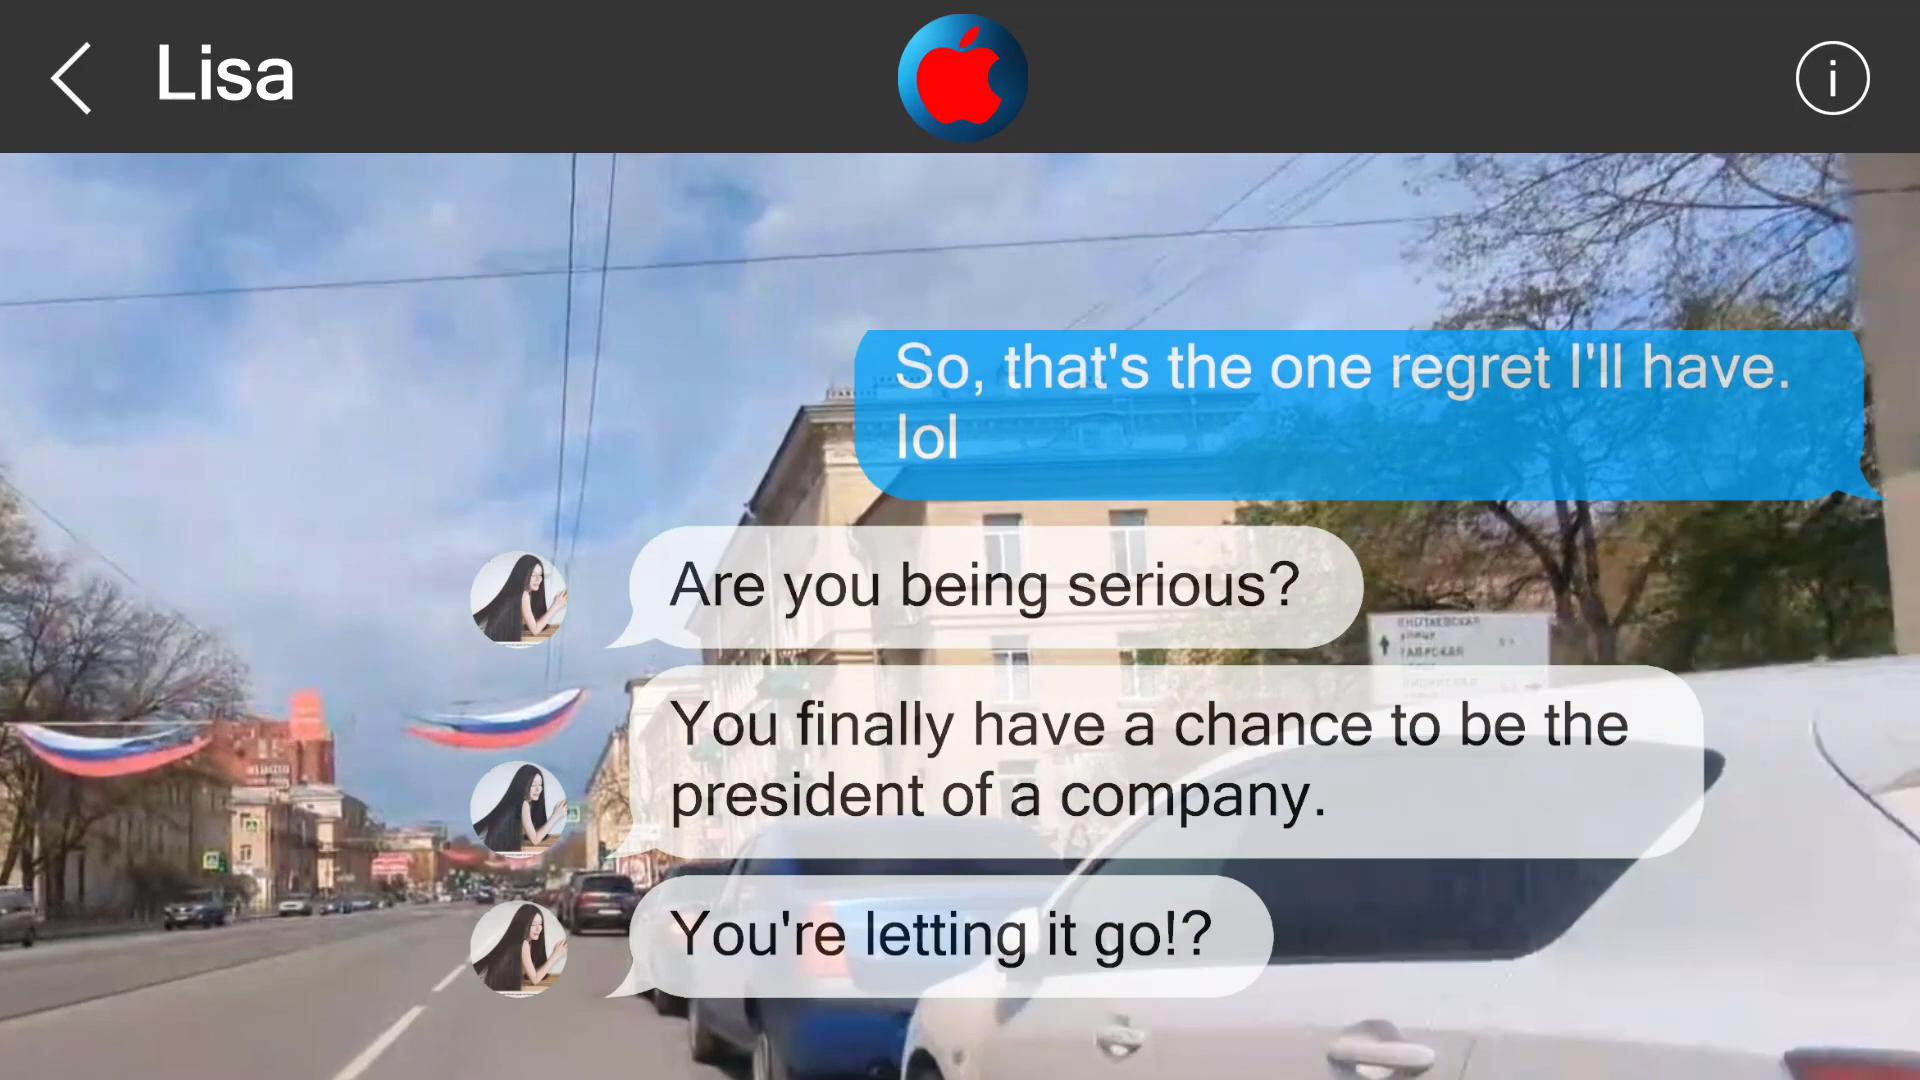 Lisa
i
So, that's the one regret I'll have.
lol
Are you being serious?
You finally have a chance to be the
president of a company.
You're letting it go!?